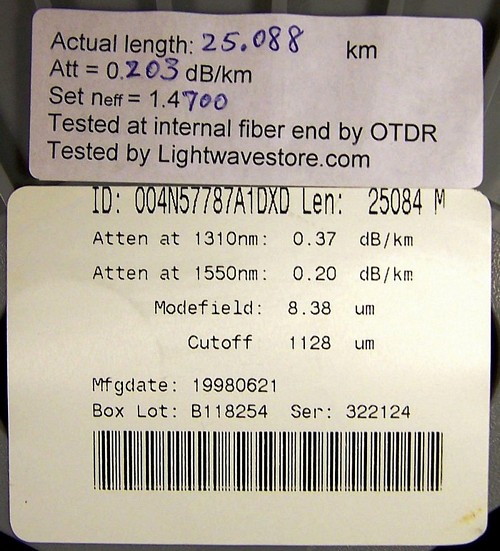 Actual length: 25.088 km
Att = 0.203 dB/km
Set neff = 1.4700
Tested at internal fiber end by OTDR
Tested by Lightwavestore.com
ID: 004N57787A1DXD Len: 25084 M
Atten at 1310nm: 0.37 dB/km
Atten at 1550nm: 0.20 dB/km
Modefield: 8.38 um
Cutoff 1128 um
Mfgdate: 19980621
Box Lot: B118254 Ser: 322124